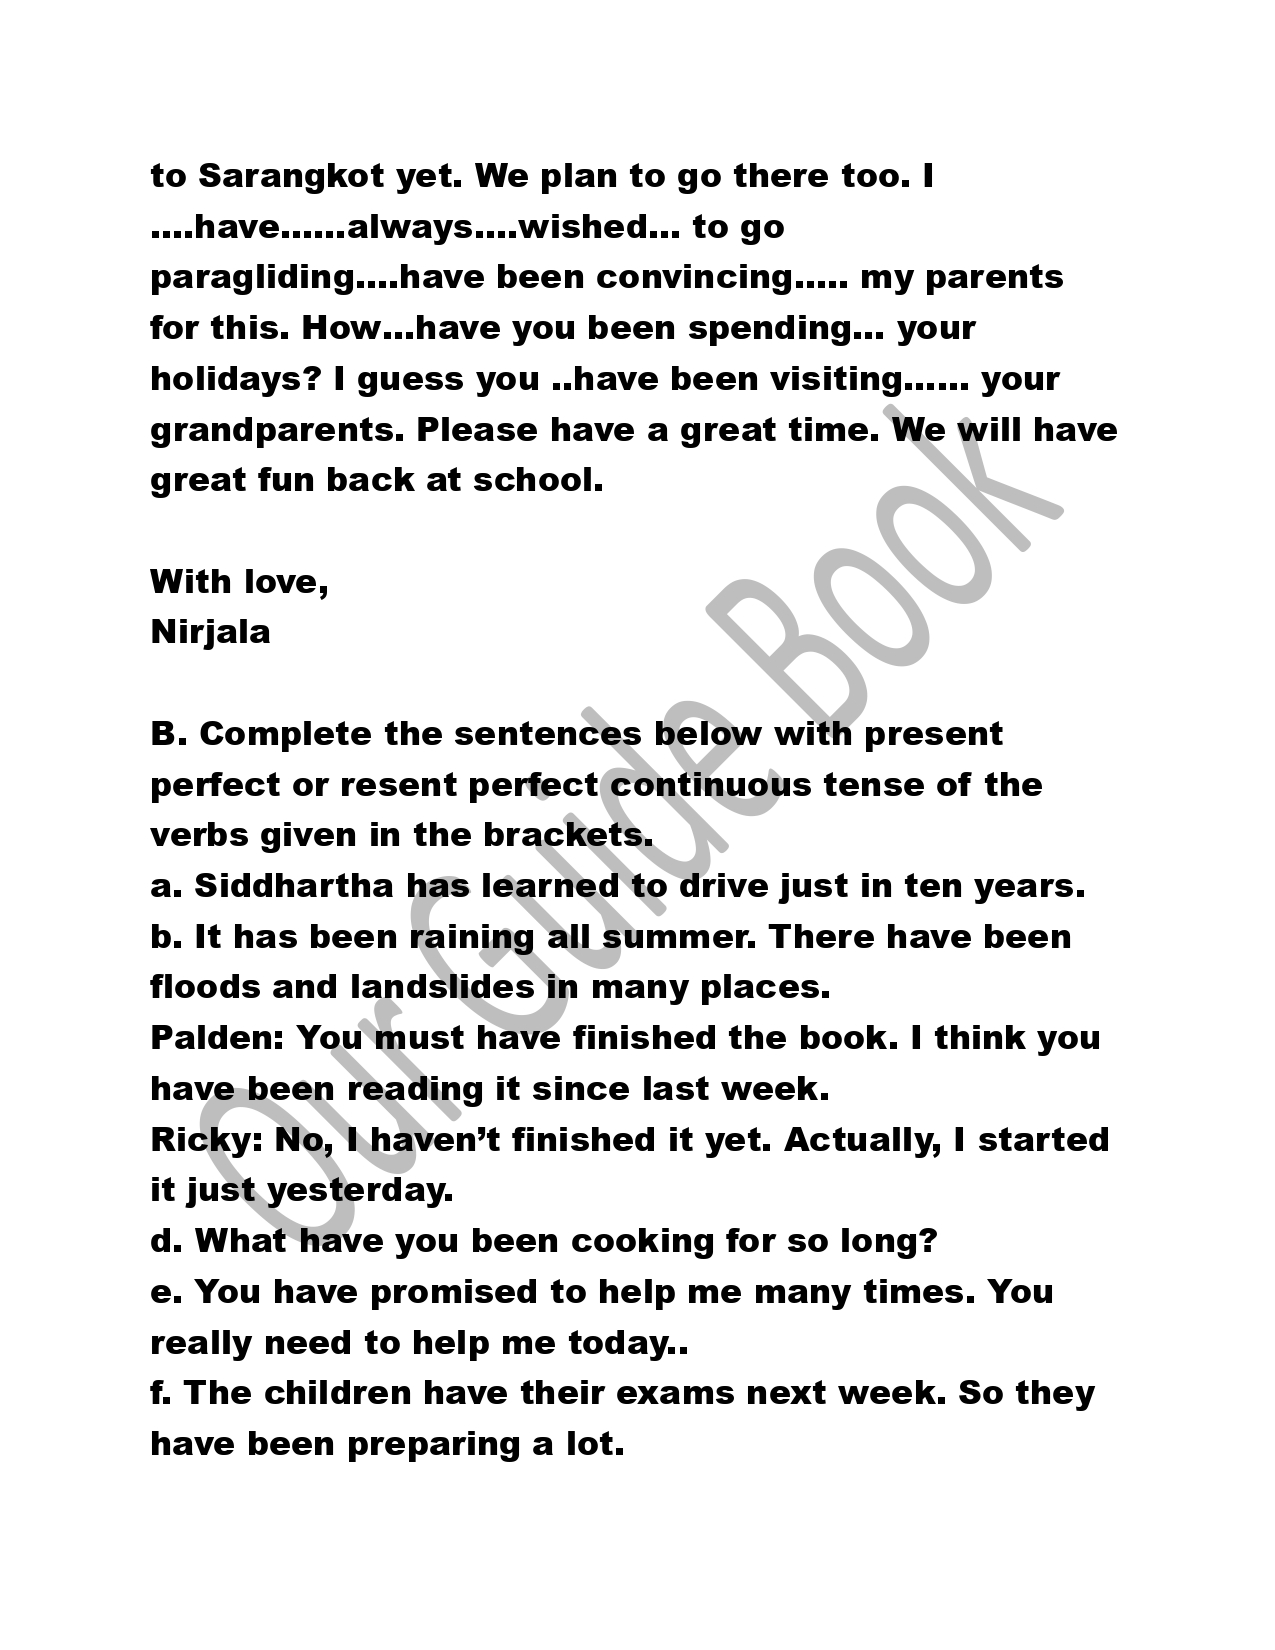 to Sarangkot yet. We plan to go there too. I
....have......always....wished... to go
paragliding....have been convincing..... my parents
for this. How...have you been spending... your
holidays? I guess you ..have been visiting...... your
grandparents. Please have a great time. We will have
great fun back at school.
With love,
Nirjala
B. Complete the sentences below with present
perfect or resent perfect continuous tense of the
verbs given in the brackets.
a. Siddhartha has learned to drive just in ten years.
b. It has been raining all summer. There have been
floods and landslides in many places.
Palden: You must have finished the book. I think you
have been reading it since last week.
Ricky: No, I haven’t finished it yet. Actually, I started
it just yesterday.
d. What have you been cooking for so long?
e. You have promised to help me many times. You
really need to help me today..
f. The children have their exams next week. So they
have been preparing a lot.
Our Guide Book